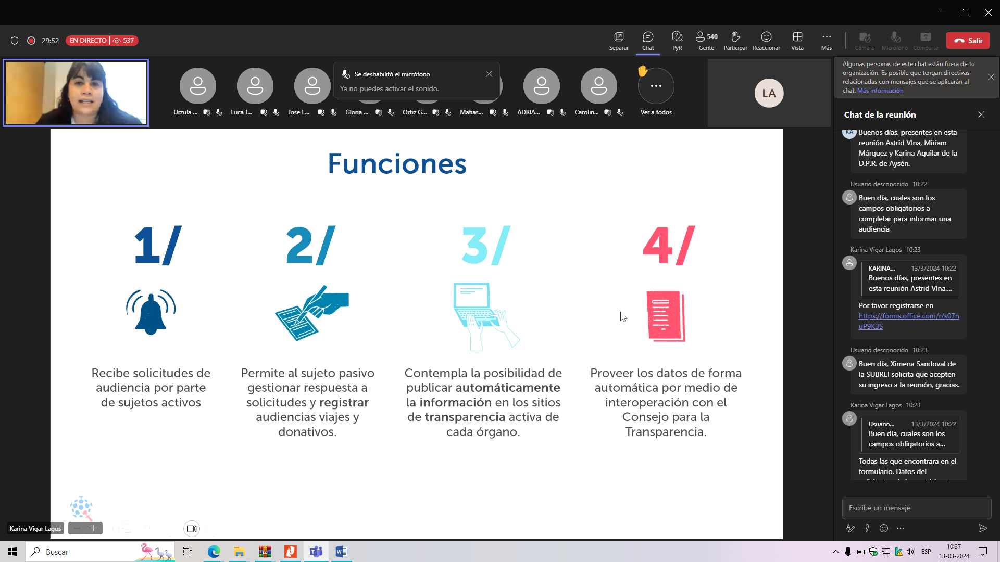 29:52
EN DIRECTO
537
Separar
Chat
PyR
540
Gente
Participar
Reaccionar
Vista
Más
Cámara
Micrófono
Comparte
Salir
Se deshabilitó el micrófono
Ya no puedes activar el sonido.
Urzula ...
Luca J...
Jose L...
Gloria ...
Ortiz G...
Matias...
ADRIA...
Carolin...
Ver a todos
LA
Algunas personas de este chat están fuera de tu
organización. Es posible que tengan directivas
relacionadas con mensajes que se aplicarán al
chat. Más información
Chat de la reunión
KA
Buenos días, presentes en esta
reunión Astrid VIna, Miriam
Márquez y Karina Aguilar de la
D.P.R. de Aysén.
Usuario desconocido 10:22
Buen día, cuales son los
campos obligatorios a
completar para informar una
audiencia
Karina Vigar Lagos 10:23
KARINA... 13/3/2024 10:22
Buenos días, presentes en
esta reunión Astrid VIna,...
Por favor registrarse en
https://forms.office.com/r/s07n
uP9K3S
Usuario desconocido 10:23
Buen día, Ximena Sandoval de
la SUBREI solicita que acepten
su ingreso a la reunión, gracias.
Karina Vigar Lagos 10:23
Usuario... 13/3/2024 10:22
Buen día, cuales son los
campos obligatorios a...
Todas las que encontrara en el
formulario. Datos del
Escribe un mensaje
Funciones
1/
2/
3/
4/
Recibe solicitudes de
audiencia por parte
de sujetos activos
Permite al sujeto pasivo
gestionar respuesta a
solicitudes y registrar
audiencias viajes y
donativos.
Contempla la posibilidad de
publicar automáticamente
la información en los sitios
de transparencia activa de
cada órgano.
Proveer los datos de forma
automática por medio de
interoperación con el
Consejo para la
Transparencia.
Karina Vigar Lagos
Buscar
ESP
10:37
13-03-2024